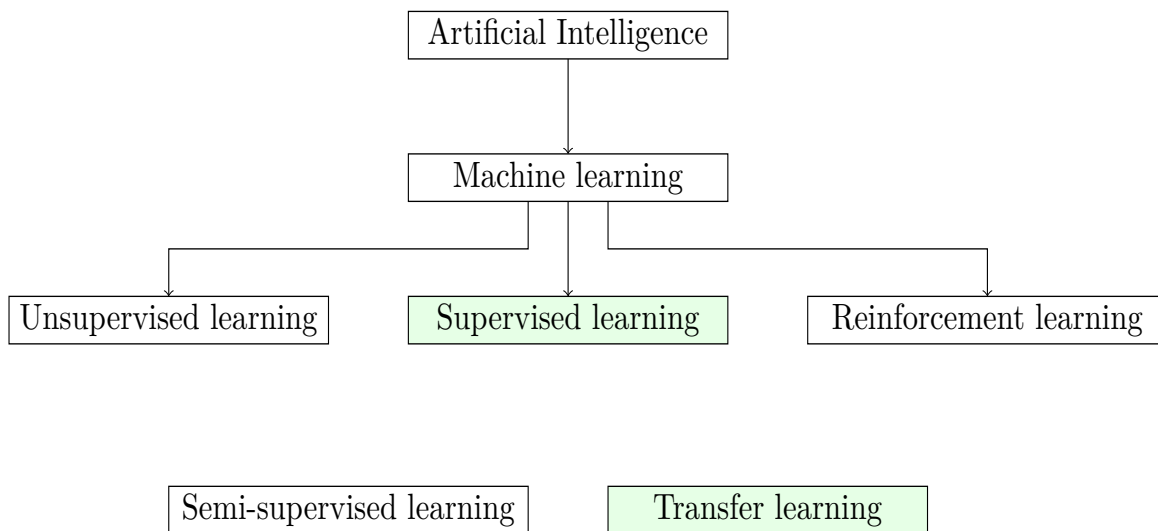 Artificial Intelligence
Machine learning
Unsupervised learning
Supervised learning
Reinforcement learning
Semi-supervised learning
Transfer learning